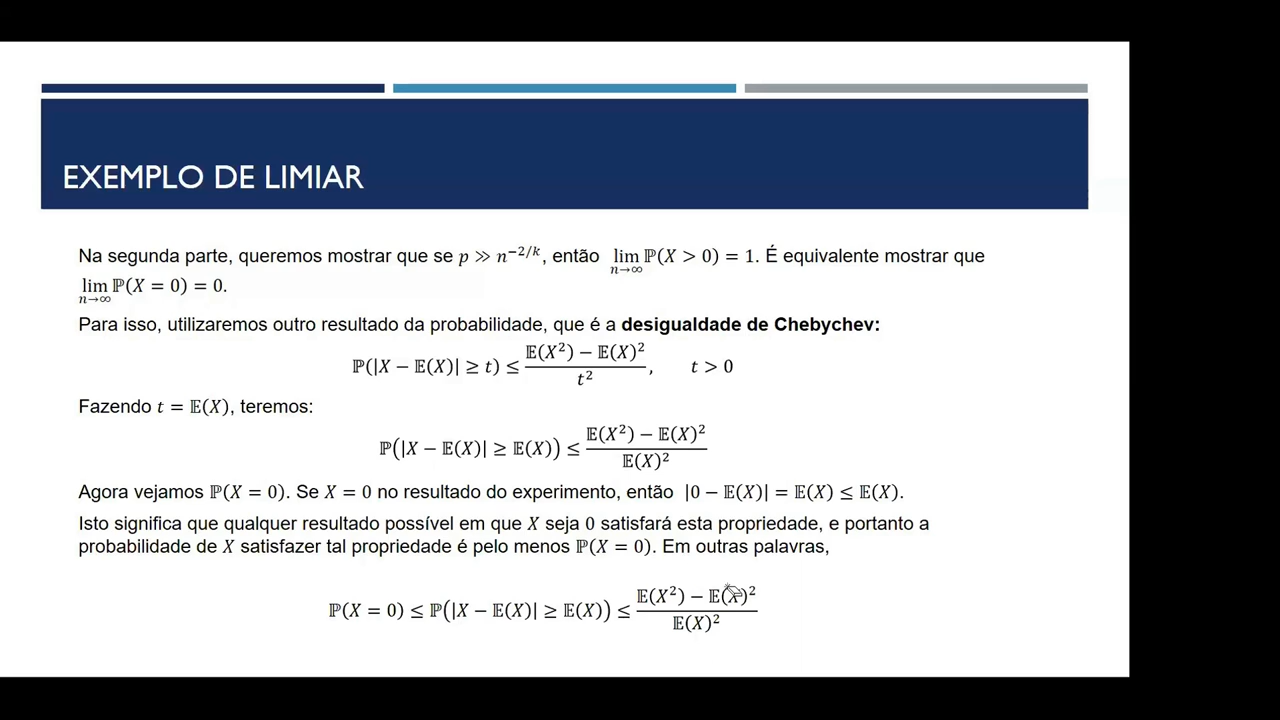 EXEMPLO DE LIMIAR
Na segunda parte, queremos mostrar que se p ≫ n^{-2/k}, então lim_{n→∞} ℙ(X > 0) = 1. É equivalente mostrar que
lim_{n→∞} ℙ(X = 0) = 0.
Para isso, utilizaremos outro resultado da probabilidade, que é a desigualdade de Chebychev:
ℙ(|X − 𝔼(X)| ≥ t) ≤ (𝔼(X²) − 𝔼(X)²)/t², t > 0
Fazendo t = 𝔼(X), teremos:
ℙ(|X − 𝔼(X)| ≥ 𝔼(X)) ≤ (𝔼(X²) − 𝔼(X)²)/𝔼(X)²
Agora vejamos ℙ(X = 0). Se X = 0 no resultado do experimento, então |0 − 𝔼(X)| = 𝔼(X) ≤ 𝔼(X).
Isto significa que qualquer resultado possível em que X seja 0 satisfará esta propriedade, e portanto a
probabilidade de X satisfazer tal propriedade é pelo menos ℙ(X = 0). Em outras palavras,
ℙ(X = 0) ≤ ℙ(|X − 𝔼(X)| ≥ 𝔼(X)) ≤ (𝔼(X²) − 𝔼(X)²)/𝔼(X)²